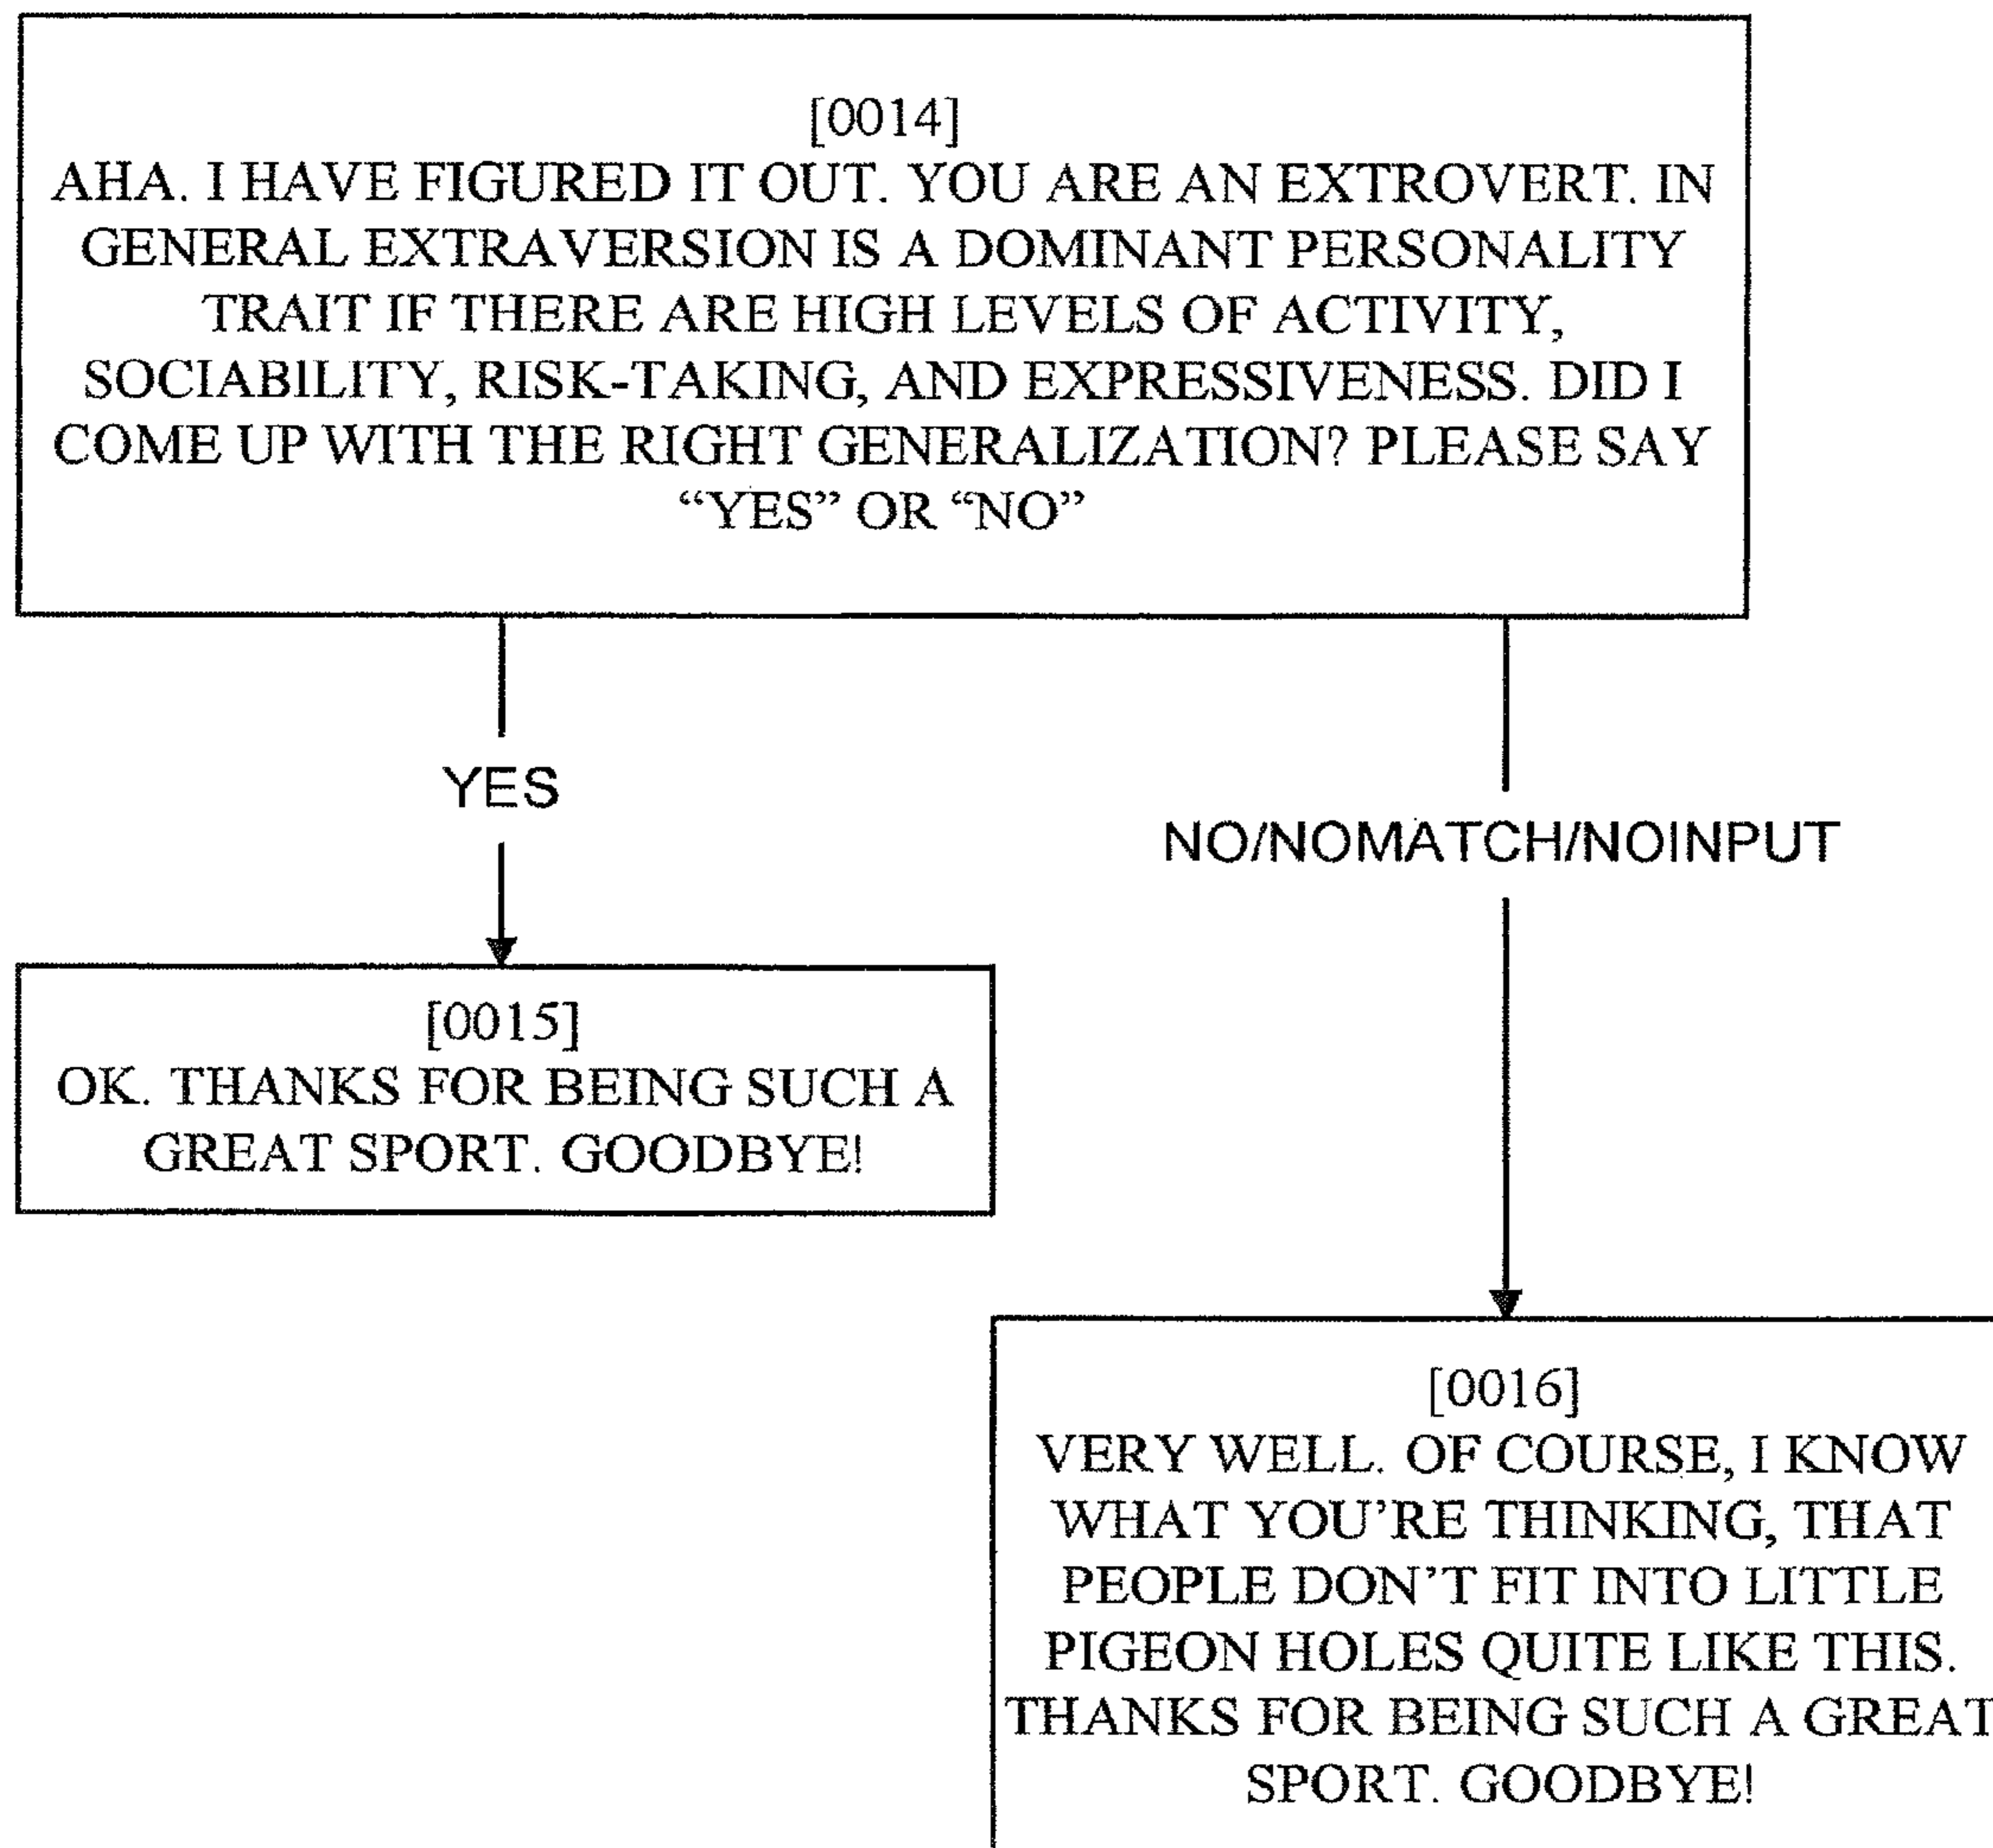 [0014]
AHA. I HAVE FIGURED IT OUT. YOU ARE AN EXTROVERT. IN
GENERAL EXTRAVERSION IS A DOMINANT PERSONALITY
TRAIT IF THERE ARE HIGH LEVELS OF ACTIVITY,
SOCIABILITY, RISK-TAKING, AND EXPRESSIVENESS. DID I
COME UP WITH THE RIGHT GENERALIZATION? PLEASE SAY
“YES” OR “NO”
YES
NO/NOMATCH/NOINPUT
[0015]
OK. THANKS FOR BEING SUCH A
GREAT SPORT. GOODBYE!
[0016]
VERY WELL. OF COURSE, I KNOW
WHAT YOU’RE THINKING, THAT
PEOPLE DON’T FIT INTO LITTLE
PIGEON HOLES QUITE LIKE THIS.
THANKS FOR BEING SUCH A GREAT
SPORT. GOODBYE!